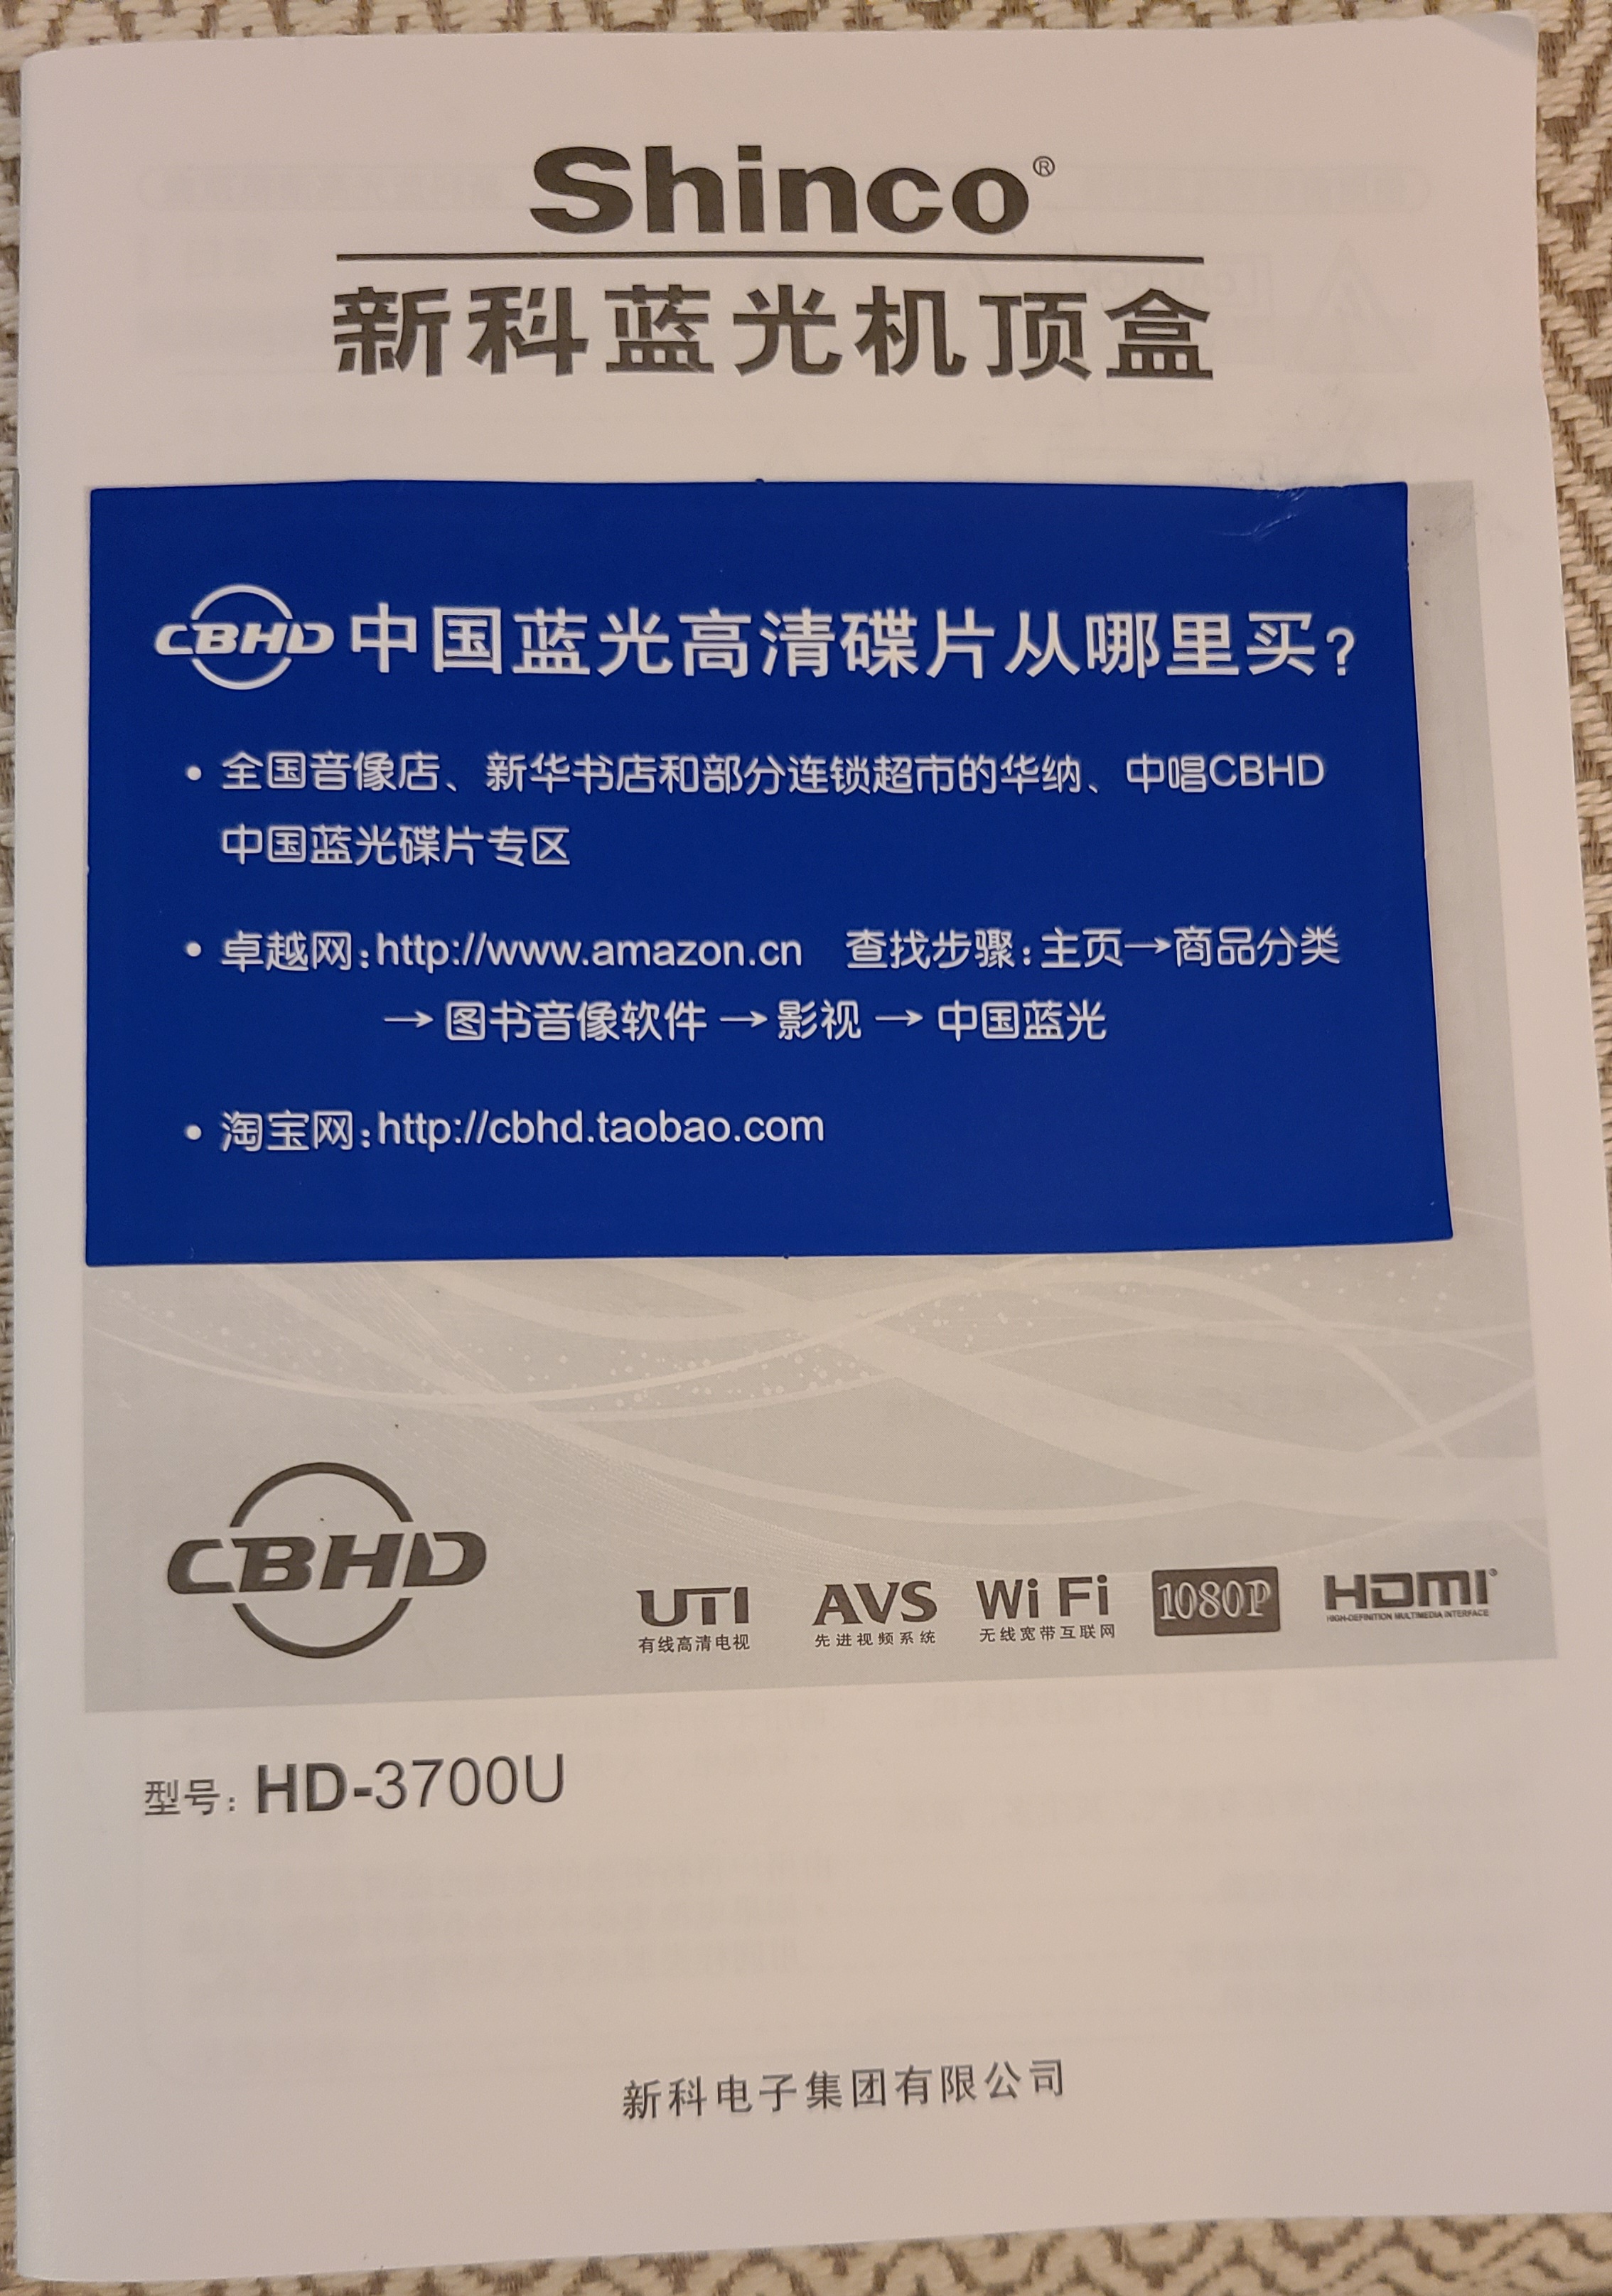 Shinco®
新科蓝光机顶盒
CBHD 中国蓝光高清碟片从哪里买?
• 全国音像店、新华书店和部分连锁超市的华纳、中唱CBHD
中国蓝光碟片专区
• 卓越网:http://www.amazon.cn 查找步骤:主页→商品分类
→图书音像软件→影视→中国蓝光
• 淘宝网:http://cbhd.taobao.com
CBHD
UTI AVS Wi Fi 1080P HDMI®
有线高清电视 先进视频系统 无线宽带互联网 HIGH-DEFINITION MULTIMEDIA INTERFACE
型号: HD-3700U
新科电子集团有限公司